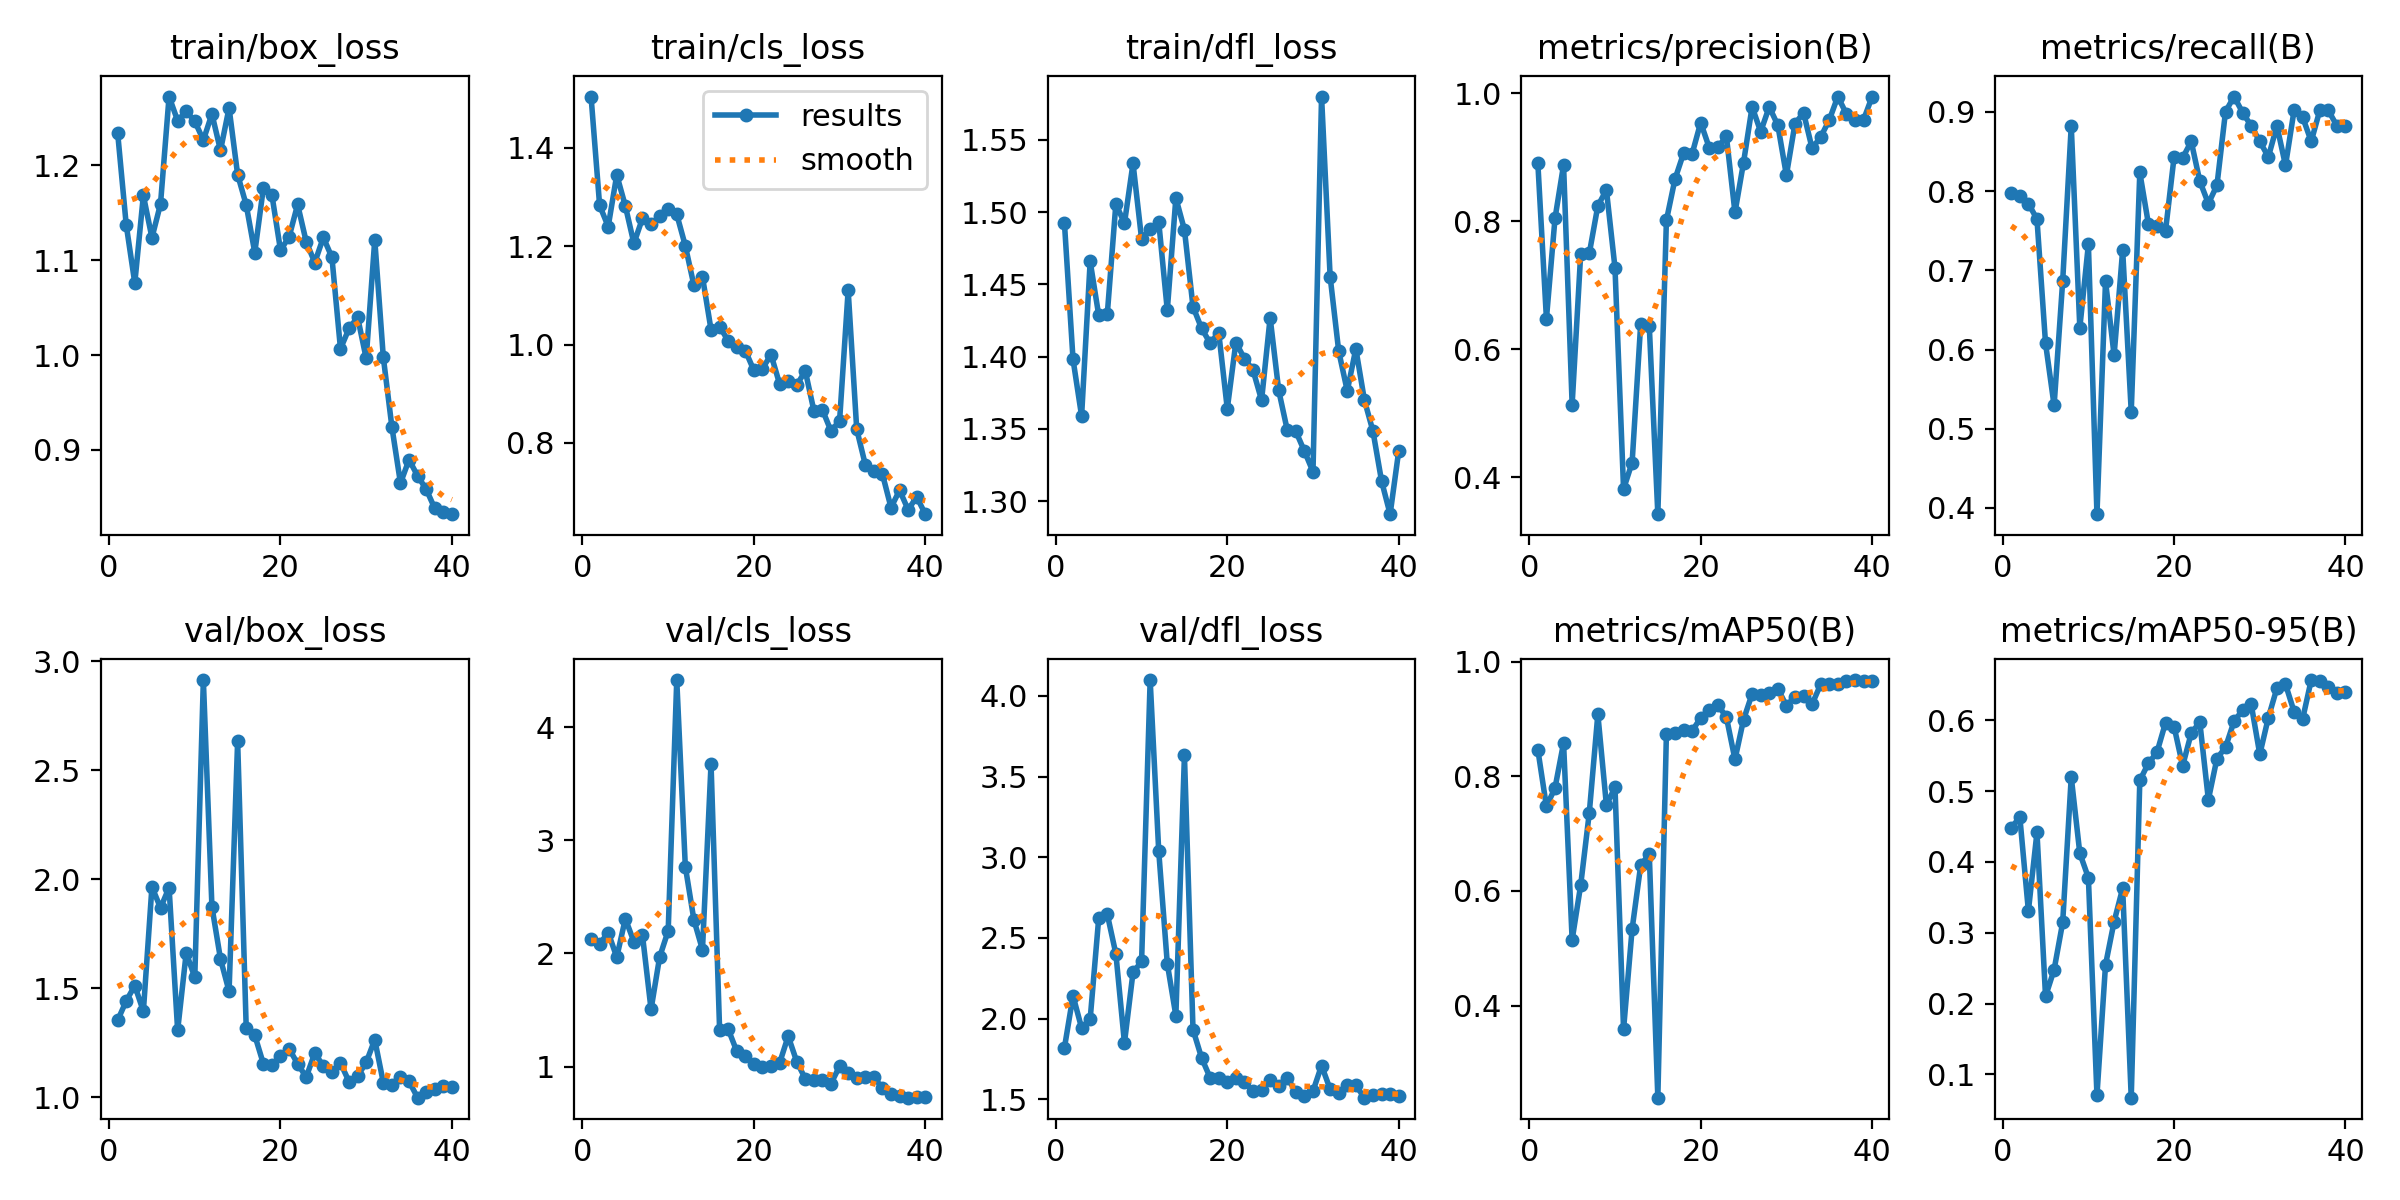 train/box_loss
1.2
1.1
1.0
0.9
0 20 40
train/cls_loss
results
smooth
1.4
1.2
1.0
0.8
0 20 40
train/dfl_loss
1.55
1.50
1.45
1.40
1.35
1.30
0 20 40
metrics/precision(B)
1.0
0.8
0.6
0.4
0 20 40
metrics/recall(B)
0.9
0.8
0.7
0.6
0.5
0.4
0 20 40
val/box_loss
3.0
2.5
2.0
1.5
1.0
0 20 40
val/cls_loss
4
3
2
1
0 20 40
val/dfl_loss
4.0
3.5
3.0
2.5
2.0
1.5
0 20 40
metrics/mAP50(B)
1.0
0.8
0.6
0.4
0 20 40
metrics/mAP50-95(B)
0.6
0.5
0.4
0.3
0.2
0.1
0 20 40